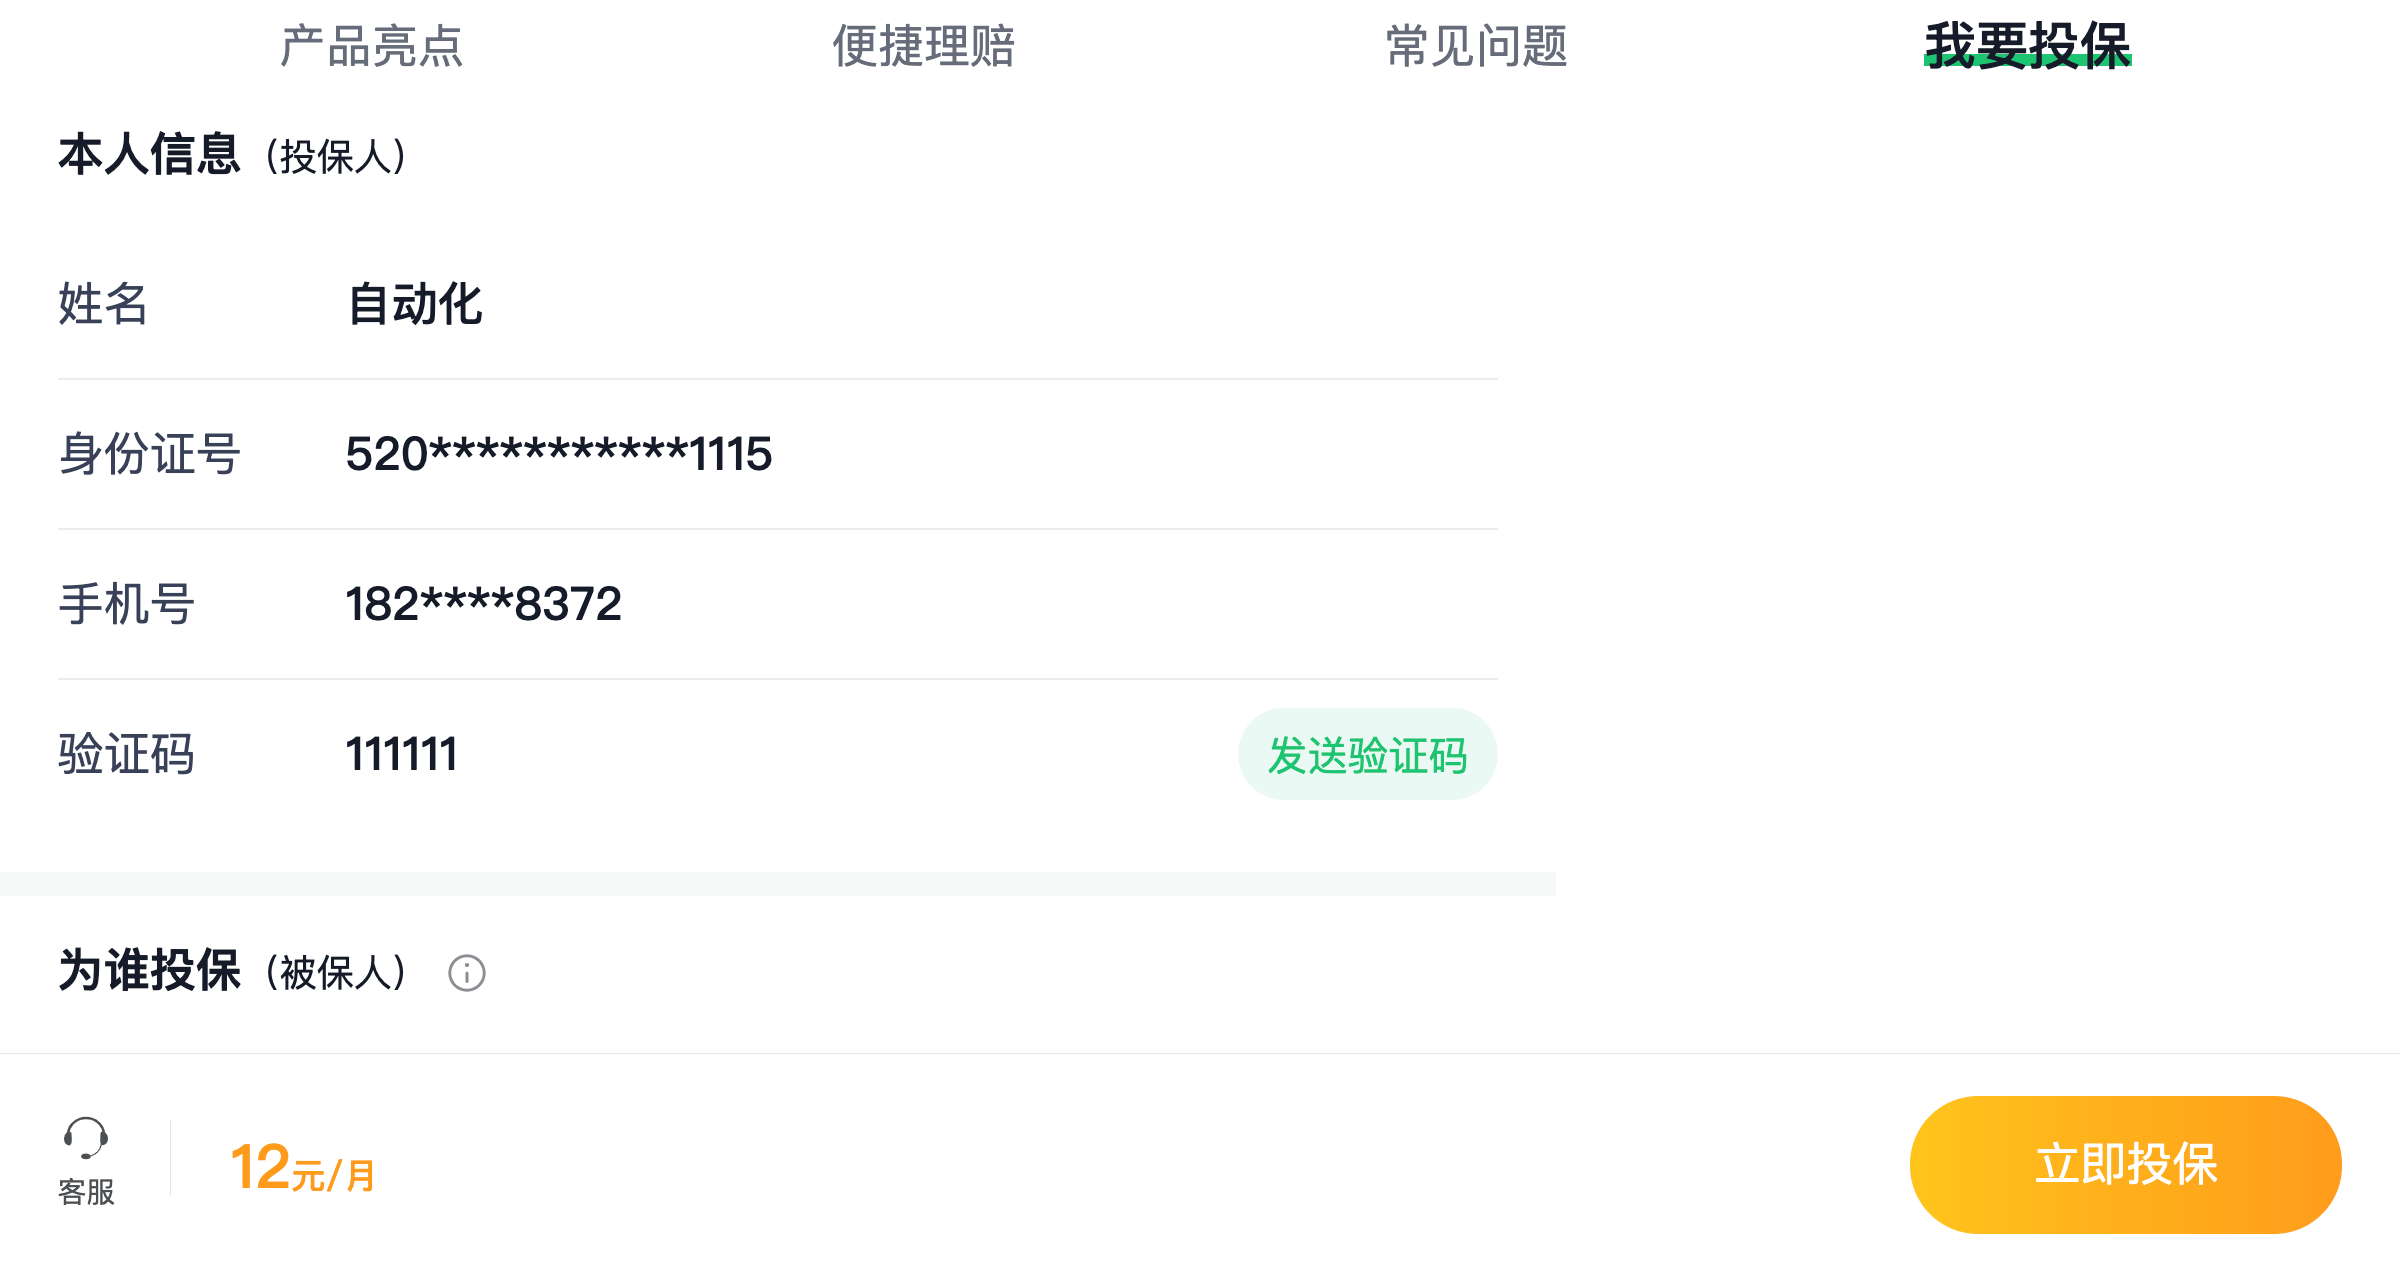 产品亮点 便捷理赔 常见问题 我要投保
本人信息（投保人）
姓名 自动化
身份证号 520***********1115
手机号 182****8372
验证码 111111 发送验证码
为谁投保（被保人）
12元/月 立即投保
客服